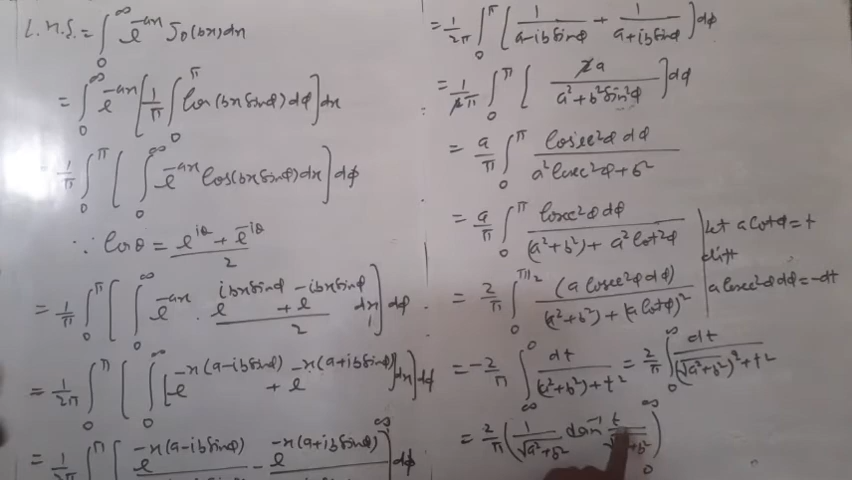 L.H.S. = ∫₀^∞ e^{-ax} J₀(bx) dx
= ∫₀^∞ e^{-ax} [1/π ∫₀^π cos(bx sinφ) dφ] dx
= 1/π ∫₀^π [∫₀^∞ e^{-ax} cos(bx sinφ) dx] dφ
∵ cosθ = (e^{iθ} + e^{-iθ})/2
= 1/π ∫₀^π [∫₀^∞ e^{-ax} · (e^{ibx sinφ} + e^{-ibx sinφ})/2 dx] dφ
= 1/2π ∫₀^π [∫₀^∞ [e^{-x(a-ib sinφ)} + e^{-x(a+ib sinφ)}] dx] dφ
= 1/2π ∫₀^π [e^{-x(a-ib sinφ)} - e^{-x(a+ib sinφ)}]^∞ dφ
= 1/2π ∫₀^π [1/(a-ib sinφ) + 1/(a+ib sinφ)] dφ
= 1/2π ∫₀^π [2a/(a²+b² sin²φ)] dφ
= a/π ∫₀^π cosec²φ dφ/(a² cosec²φ + b²)
= a/π ∫₀^π cosec²φ dφ/((a²+b²) + a² cot²φ)
let a cotφ = t
diff
a cosec²φ dφ = -dt
= 2/π ∫₀^{π/2} (a cosec²φ dφ)/((a²+b²) + (a cotφ)²)
= -2/π ∫_∞^0 dt/((a²+b²) + t²) = 2/π ∫₀^∞ dt/((√a²+b²)² + t²)
= 2/π (1/√a²+b² tan⁻¹ t/√ +b²)₀^∞